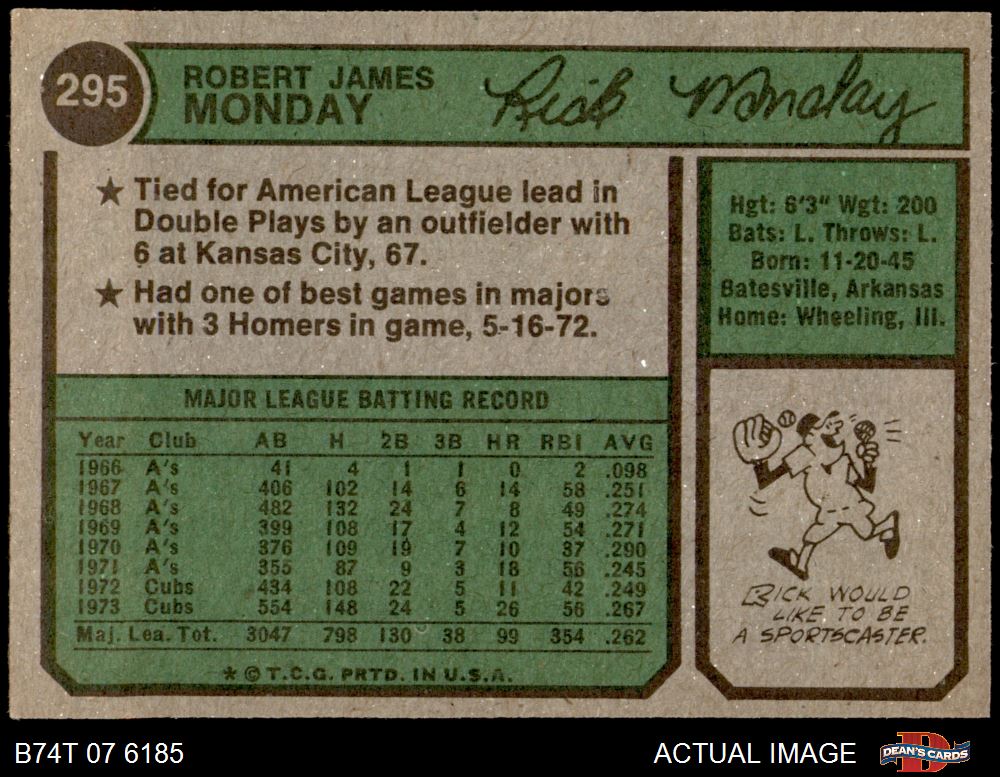 295
ROBERT JAMES
MONDAY
Rick Monday
★ Tied for American League lead in
Double Plays by an outfielder with
6 at Kansas City, 67.
★ Had one of best games in majors
with 3 Homers in game, 5-16-72.
Hgt: 6'3" Wgt: 200
Bats: L. Throws: L.
Born: 11-20-45
Batesville, Arkansas
Home: Wheeling, Ill.
MAJOR LEAGUE BATTING RECORD
Year Club AB H 2B 3B HR RBI AVG
1966 A's 41 4 1 1 0 2 .098
1967 A's 406 102 14 6 14 58 .251
1968 A's 482 132 24 7 8 49 .274
1969 A's 399 108 17 4 12 54 .271
1970 A's 376 109 19 7 10 37 .290
1971 A's 355 87 9 3 18 56 .245
1972 Cubs 434 108 22 5 11 42 .249
1973 Cubs 554 148 24 5 26 56 .267
Maj. Lea. Tot. 3047 798 130 38 99 354 .262
* © T.C.G. PRTD. IN U.S.A.
RICK WOULD
LIKE TO BE
A SPORTSCASTER.
B74T 07 6185
ACTUAL IMAGE
DEAN'S CARDS